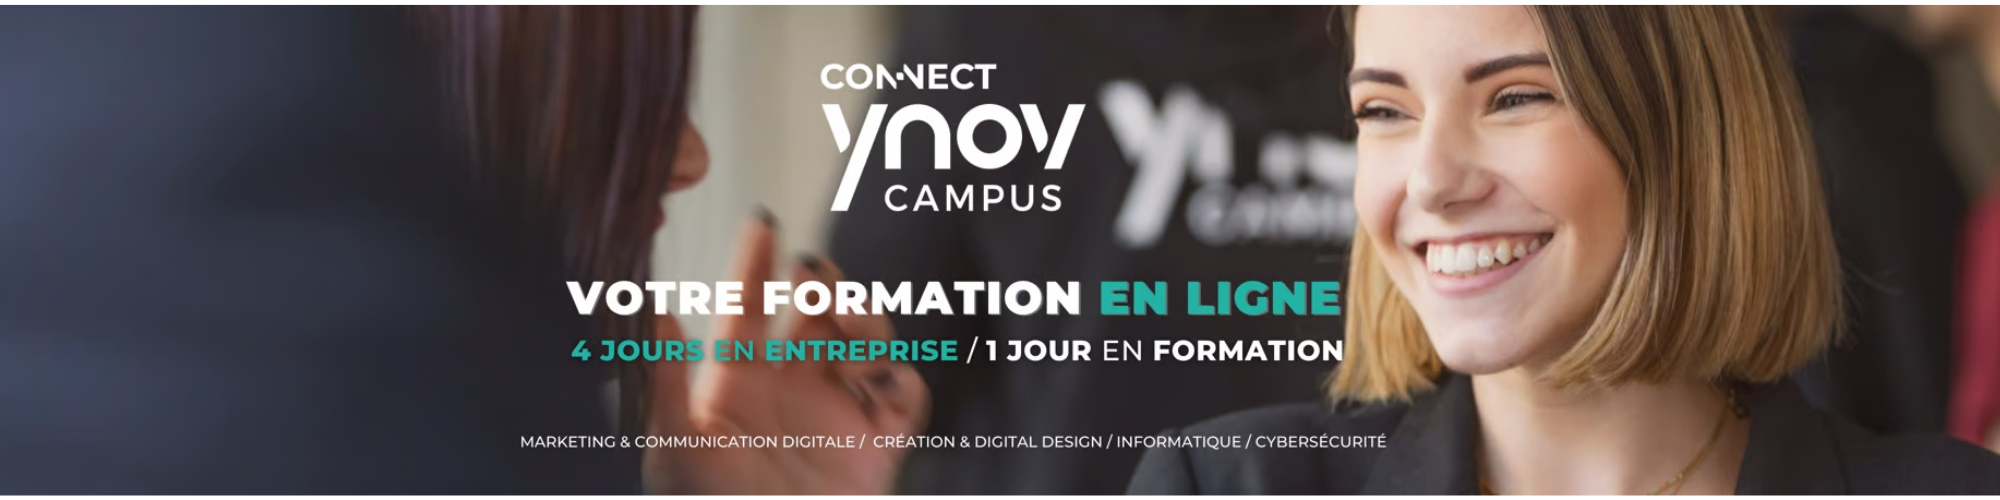 CONNECT
YNOV
CAMPUS
VOTRE FORMATION EN LIGNE
4 JOURS EN ENTREPRISE / 1 JOUR EN FORMATION
MARKETING & COMMUNICATION DIGITALE / CRÉATION & DIGITAL DESIGN / INFORMATIQUE / CYBERSÉCURITÉ